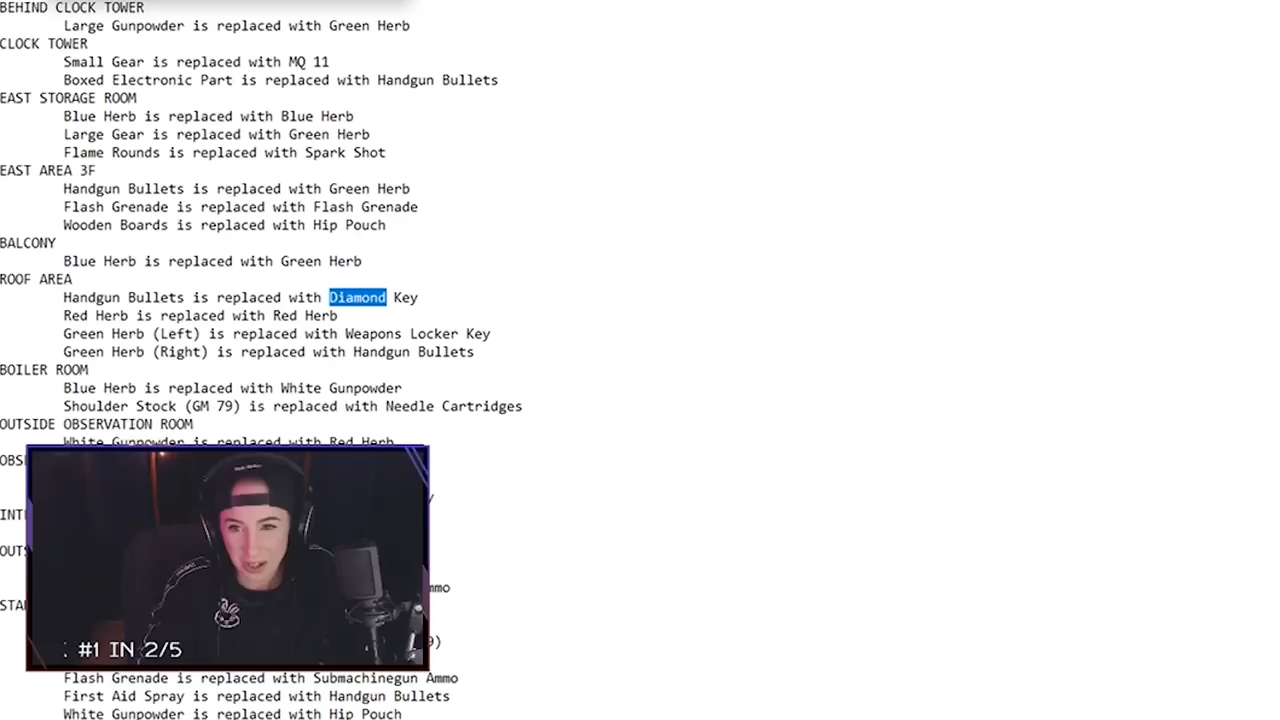 BEHIND CLOCK TOWER
Large Gunpowder is replaced with Green Herb
CLOCK TOWER
Small Gear is replaced with MQ 11
Boxed Electronic Part is replaced with Handgun Bullets
EAST STORAGE ROOM
Blue Herb is replaced with Blue Herb
Large Gear is replaced with Green Herb
Flame Rounds is replaced with Spark Shot
EAST AREA 3F
Handgun Bullets is replaced with Green Herb
Flash Grenade is replaced with Flash Grenade
Wooden Boards is replaced with Hip Pouch
BALCONY
Blue Herb is replaced with Green Herb
ROOF AREA
Handgun Bullets is replaced with Diamond Key
Red Herb is replaced with Red Herb
Green Herb (Left) is replaced with Weapons Locker Key
Green Herb (Right) is replaced with Handgun Bullets
BOILER ROOM
Blue Herb is replaced with White Gunpowder
Shoulder Stock (GM 79) is replaced with Needle Cartridges
OUTSIDE OBSERVATION ROOM
White Gunpowder is replaced with Red Herb
#1 IN 2/5
Flash Grenade is replaced with Submachinegun Ammo
First Aid Spray is replaced with Handgun Bullets
White Gunpowder is replaced with Hip Pouch